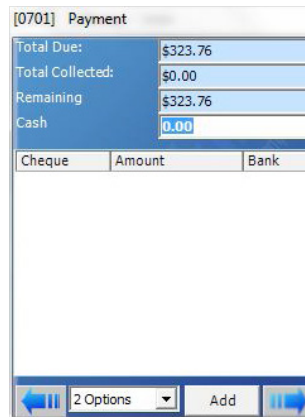 [0701] Payment
Total Due: $323.76
Total Collected: $0.00
Remaining $323.76
Cash 0.00
Cheque Amount Bank
2 Options Add